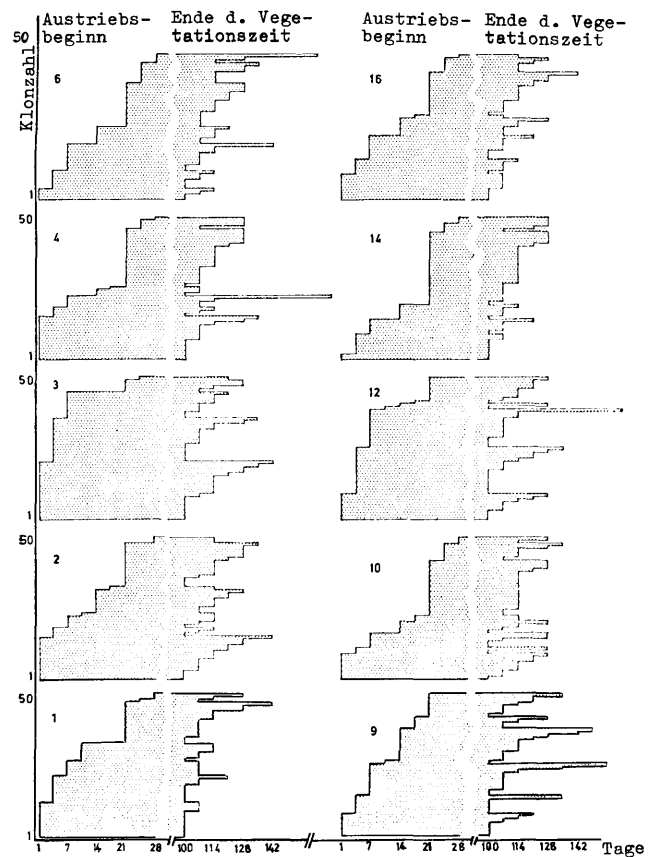 Austriebs-
beginn
Ende d. Vege-
tationszeit
Austriebs-
beginn
Ende d. Vege-
tationszeit
Klonzahl
50
6
1
16
50
4
1
14
50
3
1
12
50
2
1
10
50
1
1
9
1 7 14 21 28 100 114 128 142 1 7 14 21 28 100 114 128 142 Tage